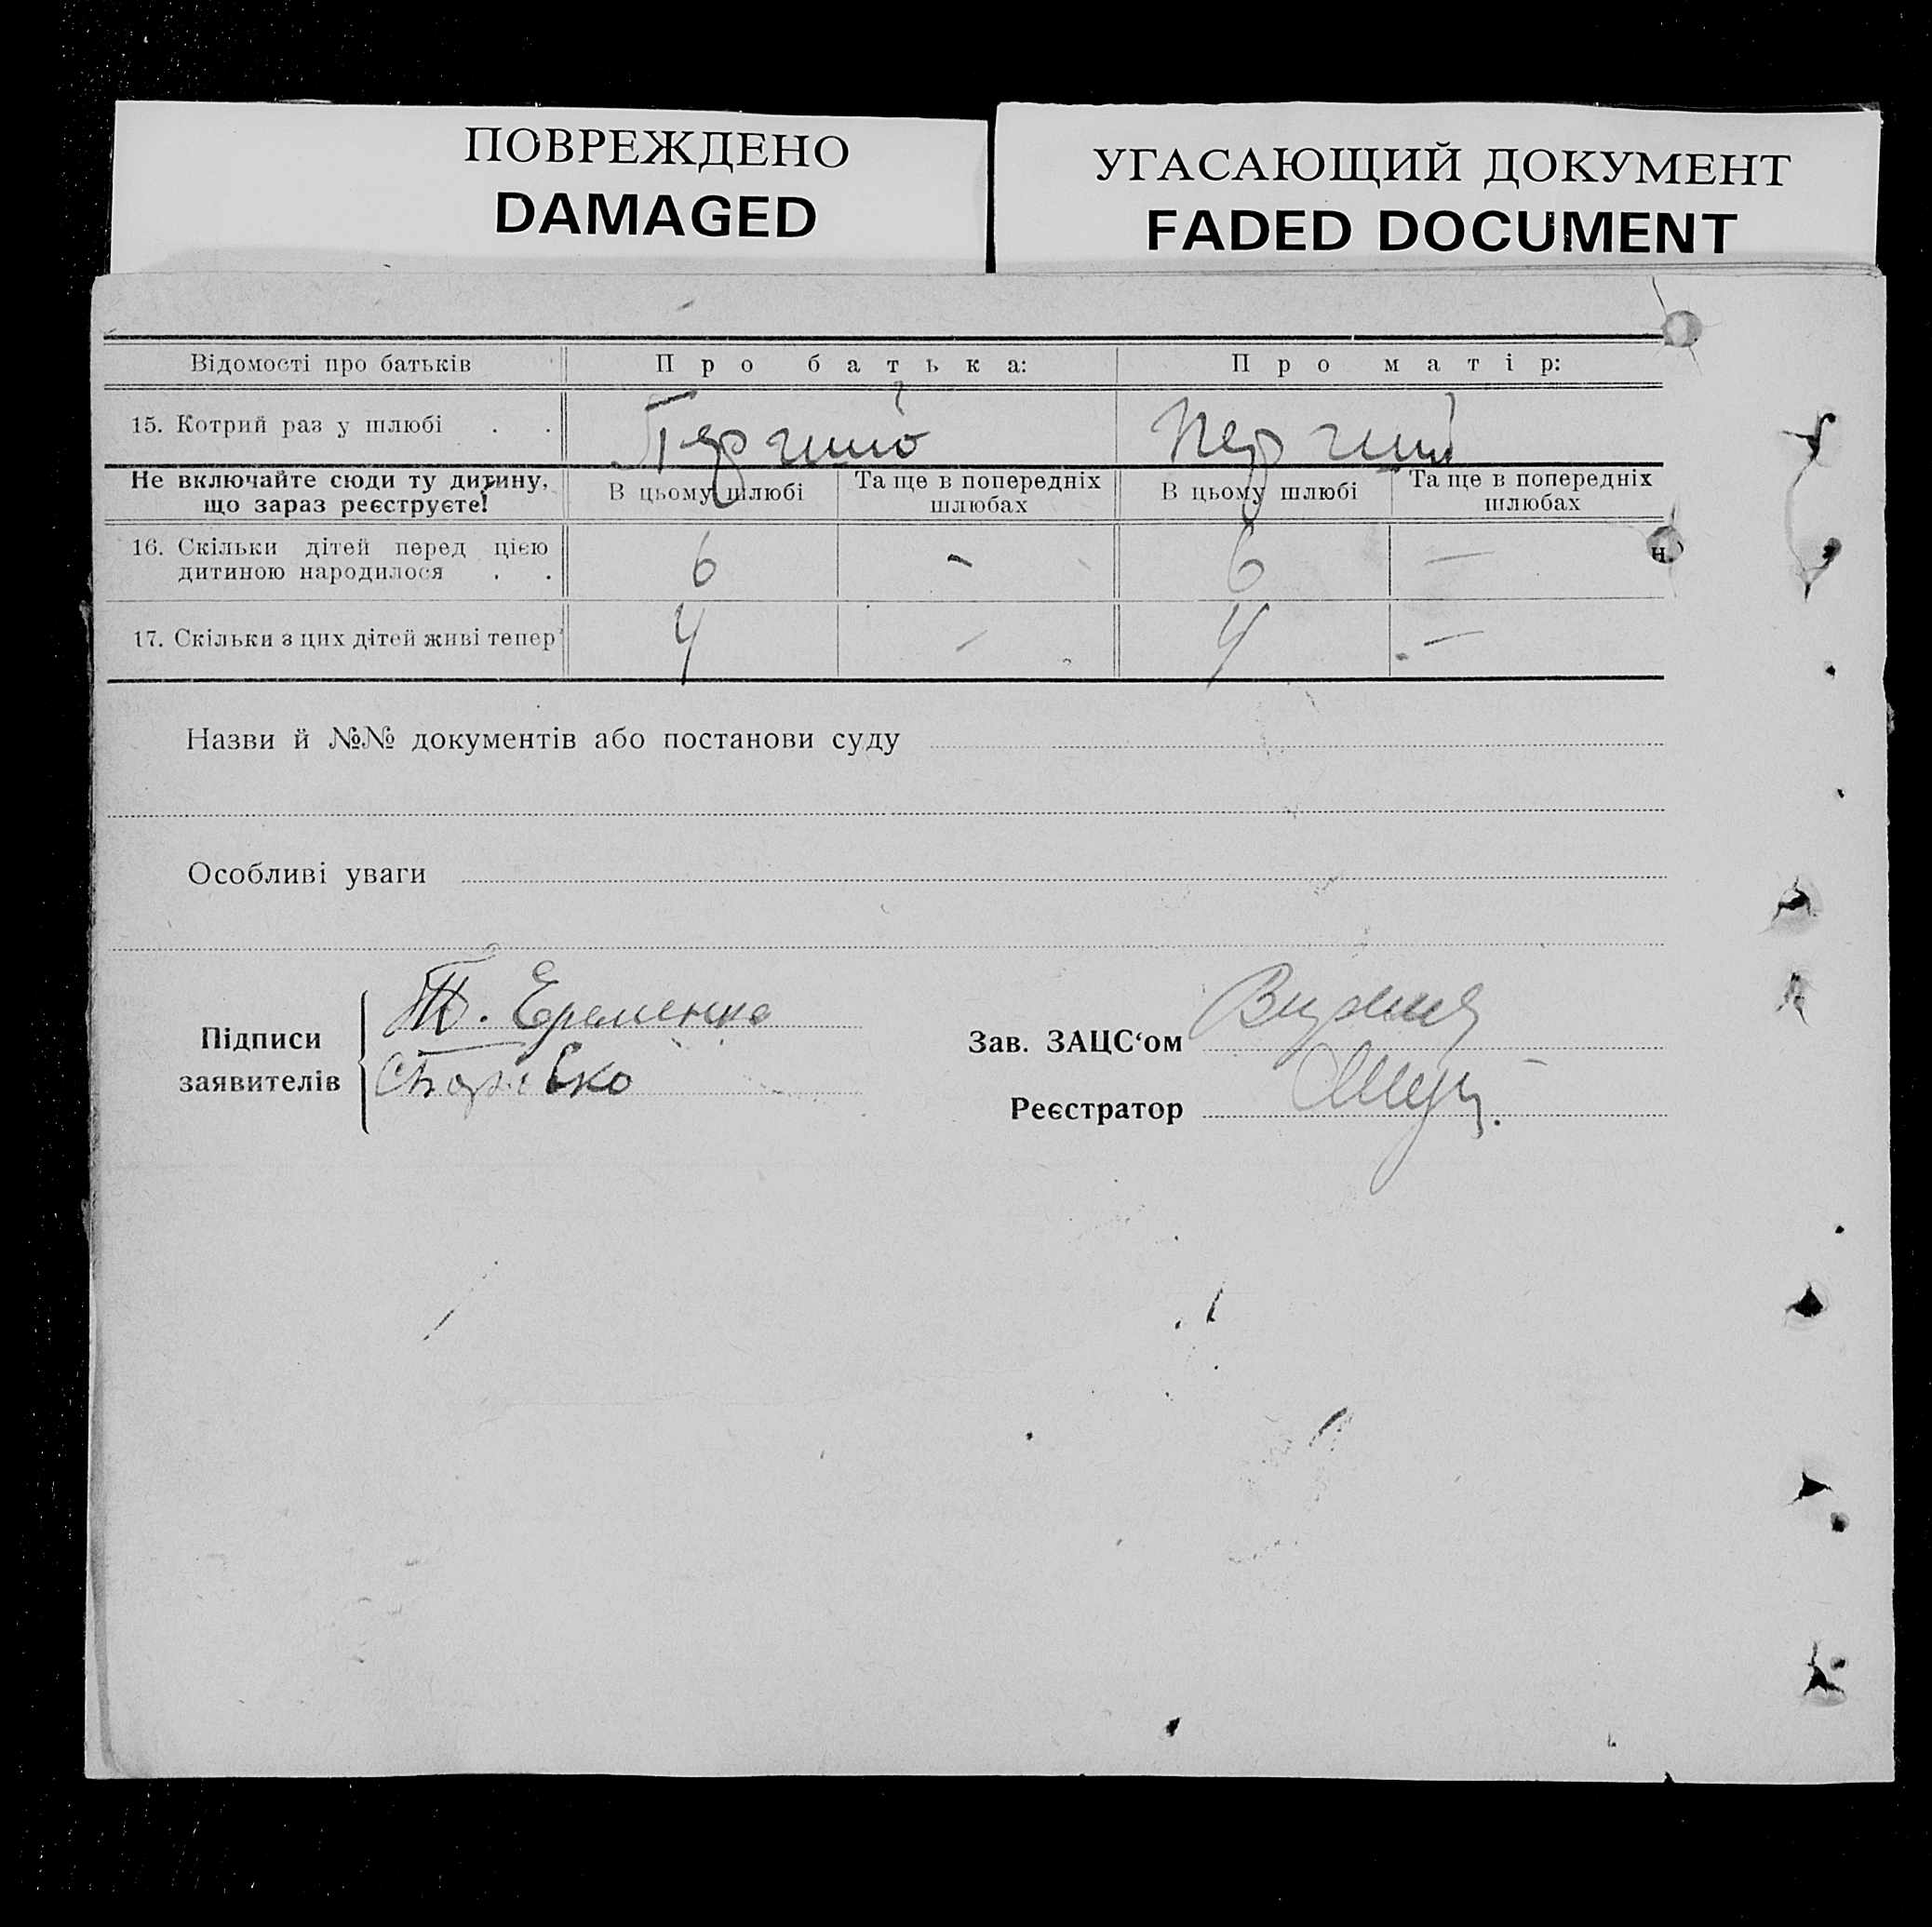 ПОВРЕЖДЕНО
DAMAGED
УГАСАЮЩИЙ ДОКУМЕНТ
FADED DOCUMENT
Відомості про батьків Про батька: Про матір:
15. Котрий раз у шлюбі . .
Не включайте сюди ту дитину, що зараз реєструєте!
В цьому шлюбі Та ще в попередніх шлюбах В цьому шлюбі Та ще в попередніх шлюбах
16. Скільки дітей перед цією
дитиною народилося . . 6 - 6 —
17. Скільки з цих дітей живі тепер 4 - 4 —
Назви й №№ документів або постанови суду
Особливі уваги
Підписи заявителів
Еременко
Зав. ЗАЦС‘ом
Реєстратор